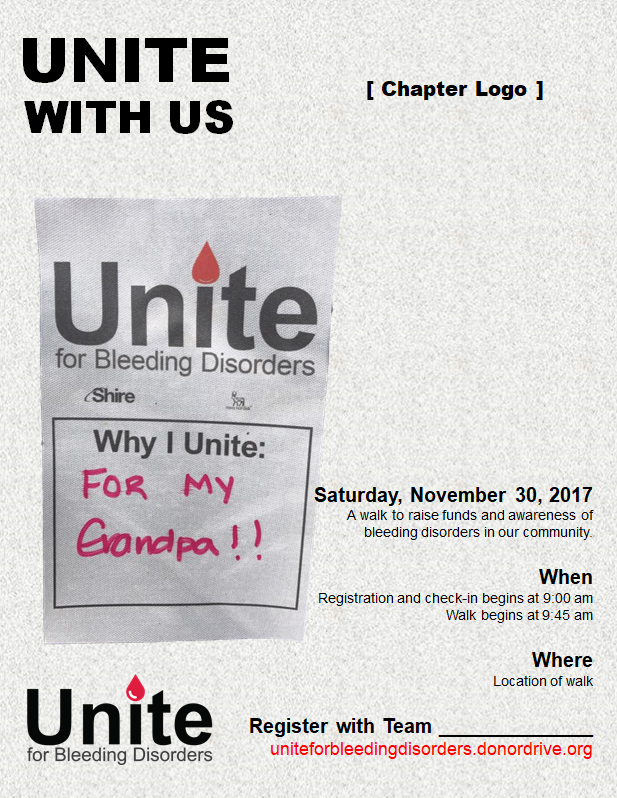 UNITE
WITH US
[ Chapter Logo ]
Unite
for Bleeding Disorders
Shire
Why I Unite:
FOR MY
Grandpa!!
Saturday, November 30, 2017
A walk to raise funds and awareness of
bleeding disorders in our community.
When
Registration and check-in begins at 9:00 am
Walk begins at 9:45 am
Where
Location of walk
Unite
for Bleeding Disorders
Register with Team ______________
uniteforbleedingdisorders.donordrive.org